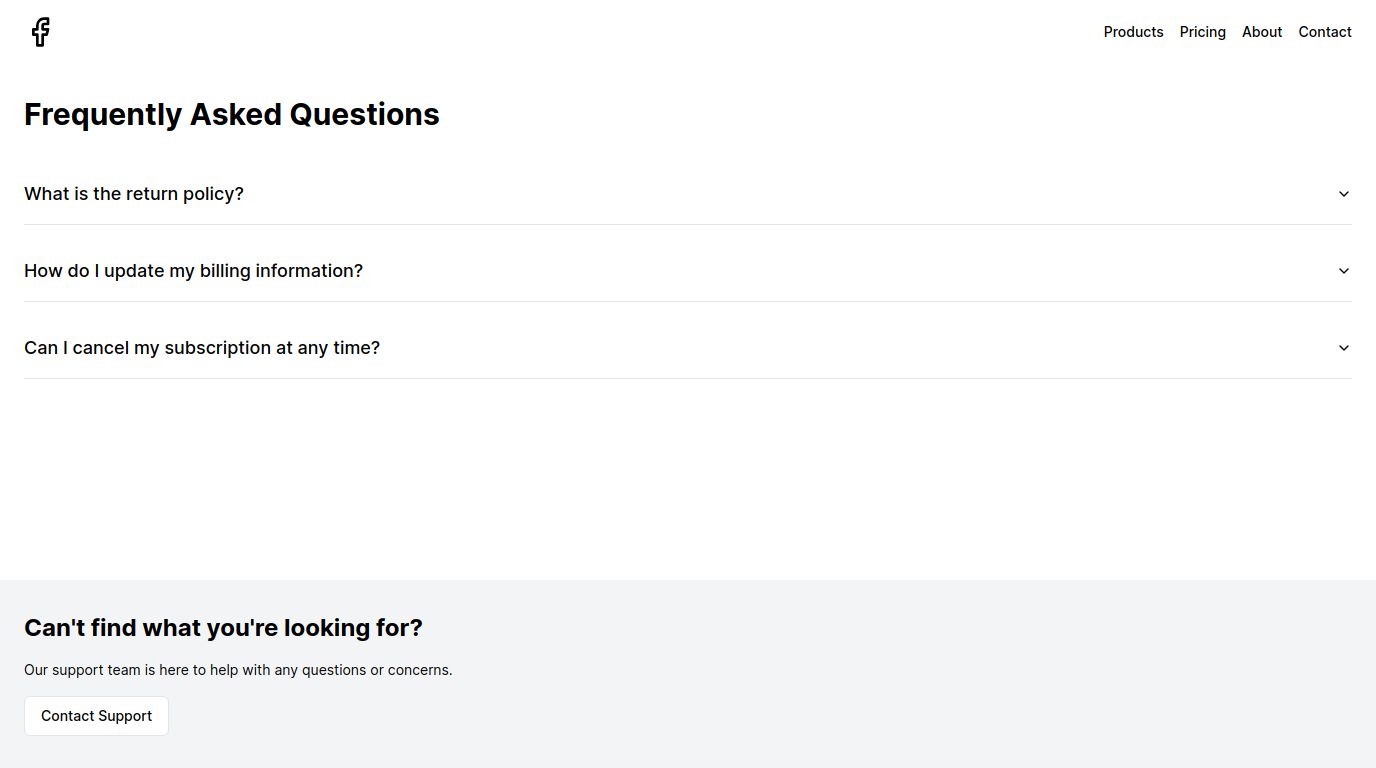 Products Pricing About Contact
Frequently Asked Questions
What is the return policy?
How do I update my billing information?
Can I cancel my subscription at any time?
Can't find what you're looking for?
Our support team is here to help with any questions or concerns.
Contact Support